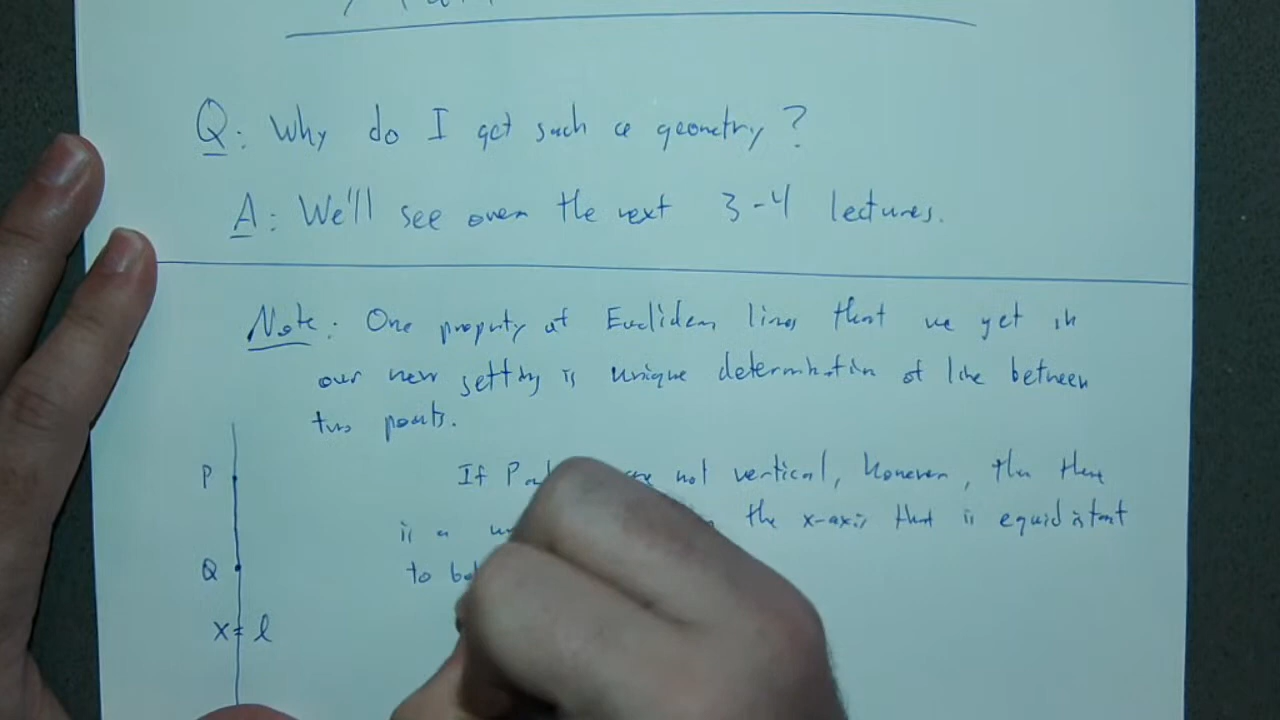 Q: Why do I get such a geometry?
A: We'll see over the next 3-4 lectures.
Note: One property of Euclidean lines that we get in
our new setting is unique determination of line between
two points.
P
If P and not vertical, however, then there
is a the x-axis that is equidistant
Q
to
x = l